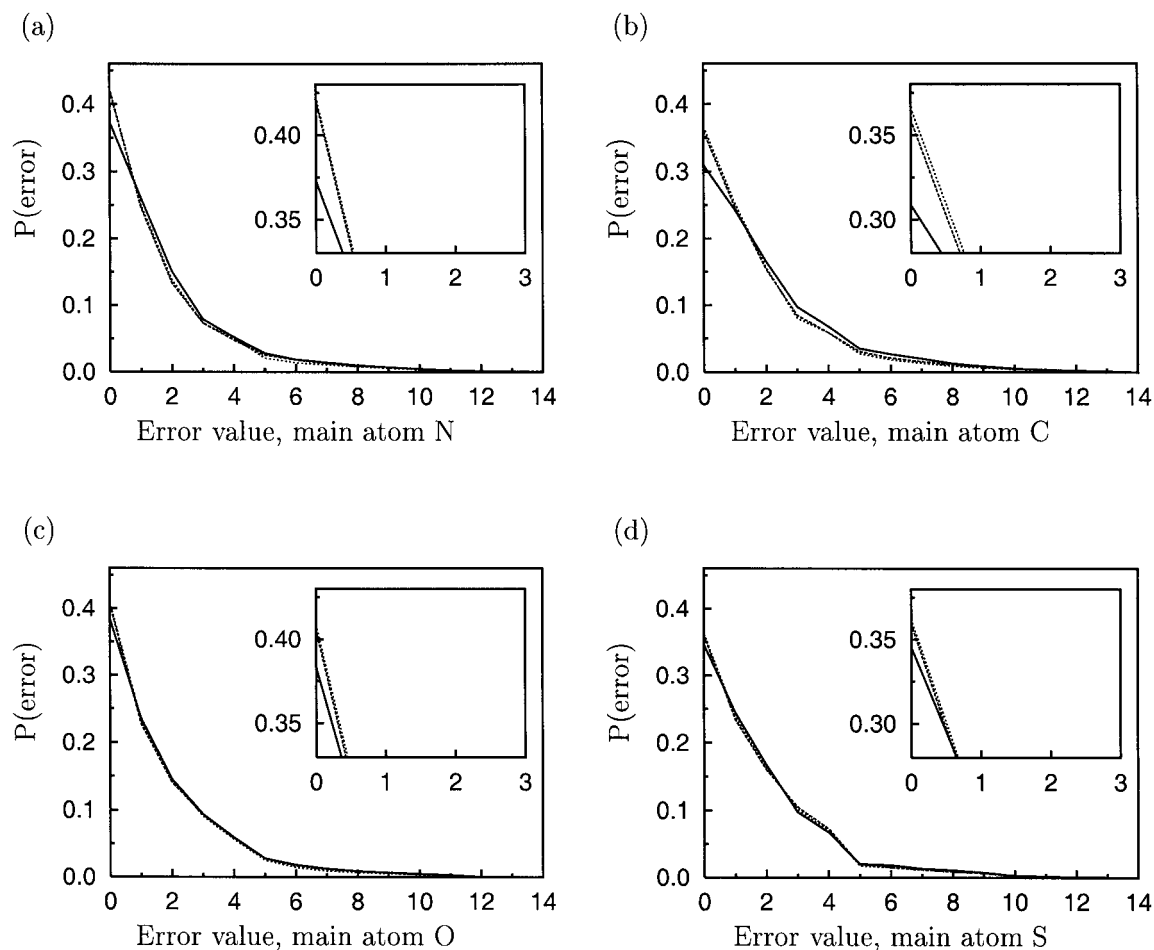 (a)
P(error)
0.4
0.3
0.2
0.1
0.0
0 2 4 6 8 10 12 14
Error value, main atom N
0.40
0.35
0 1 2 3
(b)
P(error)
0.4
0.3
0.2
0.1
0.0
0 2 4 6 8 10 12 14
Error value, main atom C
0.35
0.30
0 1 2 3
(c)
P(error)
0.4
0.3
0.2
0.1
0.0
0 2 4 6 8 10 12 14
Error value, main atom O
0.40
0.35
0 1 2 3
(d)
P(error)
0.4
0.3
0.2
0.1
0.0
0 2 4 6 8 10 12 14
Error value, main atom S
0.35
0.30
0 1 2 3